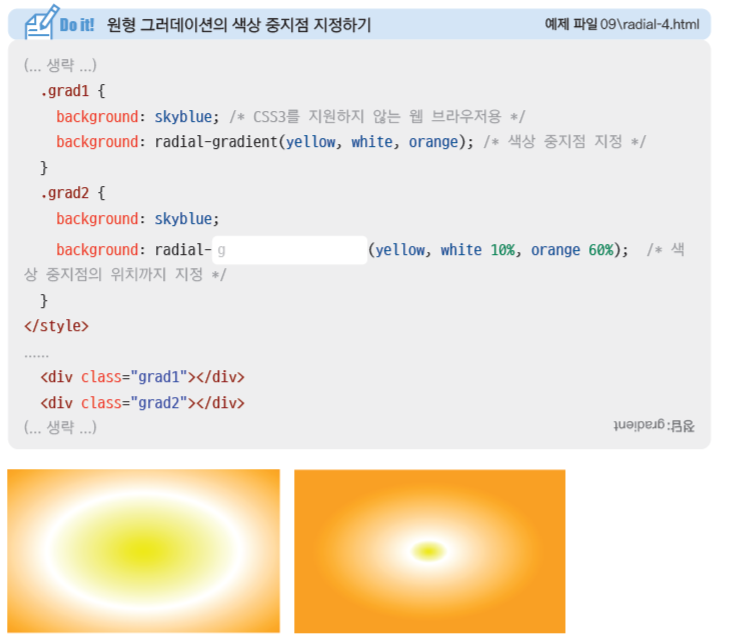 Do it! 원형 그러데이션의 색상 중지점 지정하기 예제 파일 09\radial-4.html
(... 생략 ...)
.grad1 {
background: skyblue; /* CSS3를 지원하지 않는 웹 브라우저용 */
background: radial-gradient(yellow, white, orange); /* 색상 중지점 지정 */
}
.grad2 {
background: skyblue;
background: radial-g (yellow, white 10%, orange 60%); /* 색
상 중지점의 위치까지 지정 */
}
</style>
......
<div class="grad1"></div>
<div class="grad2"></div>
(... 생략 ...) 정답:gradient